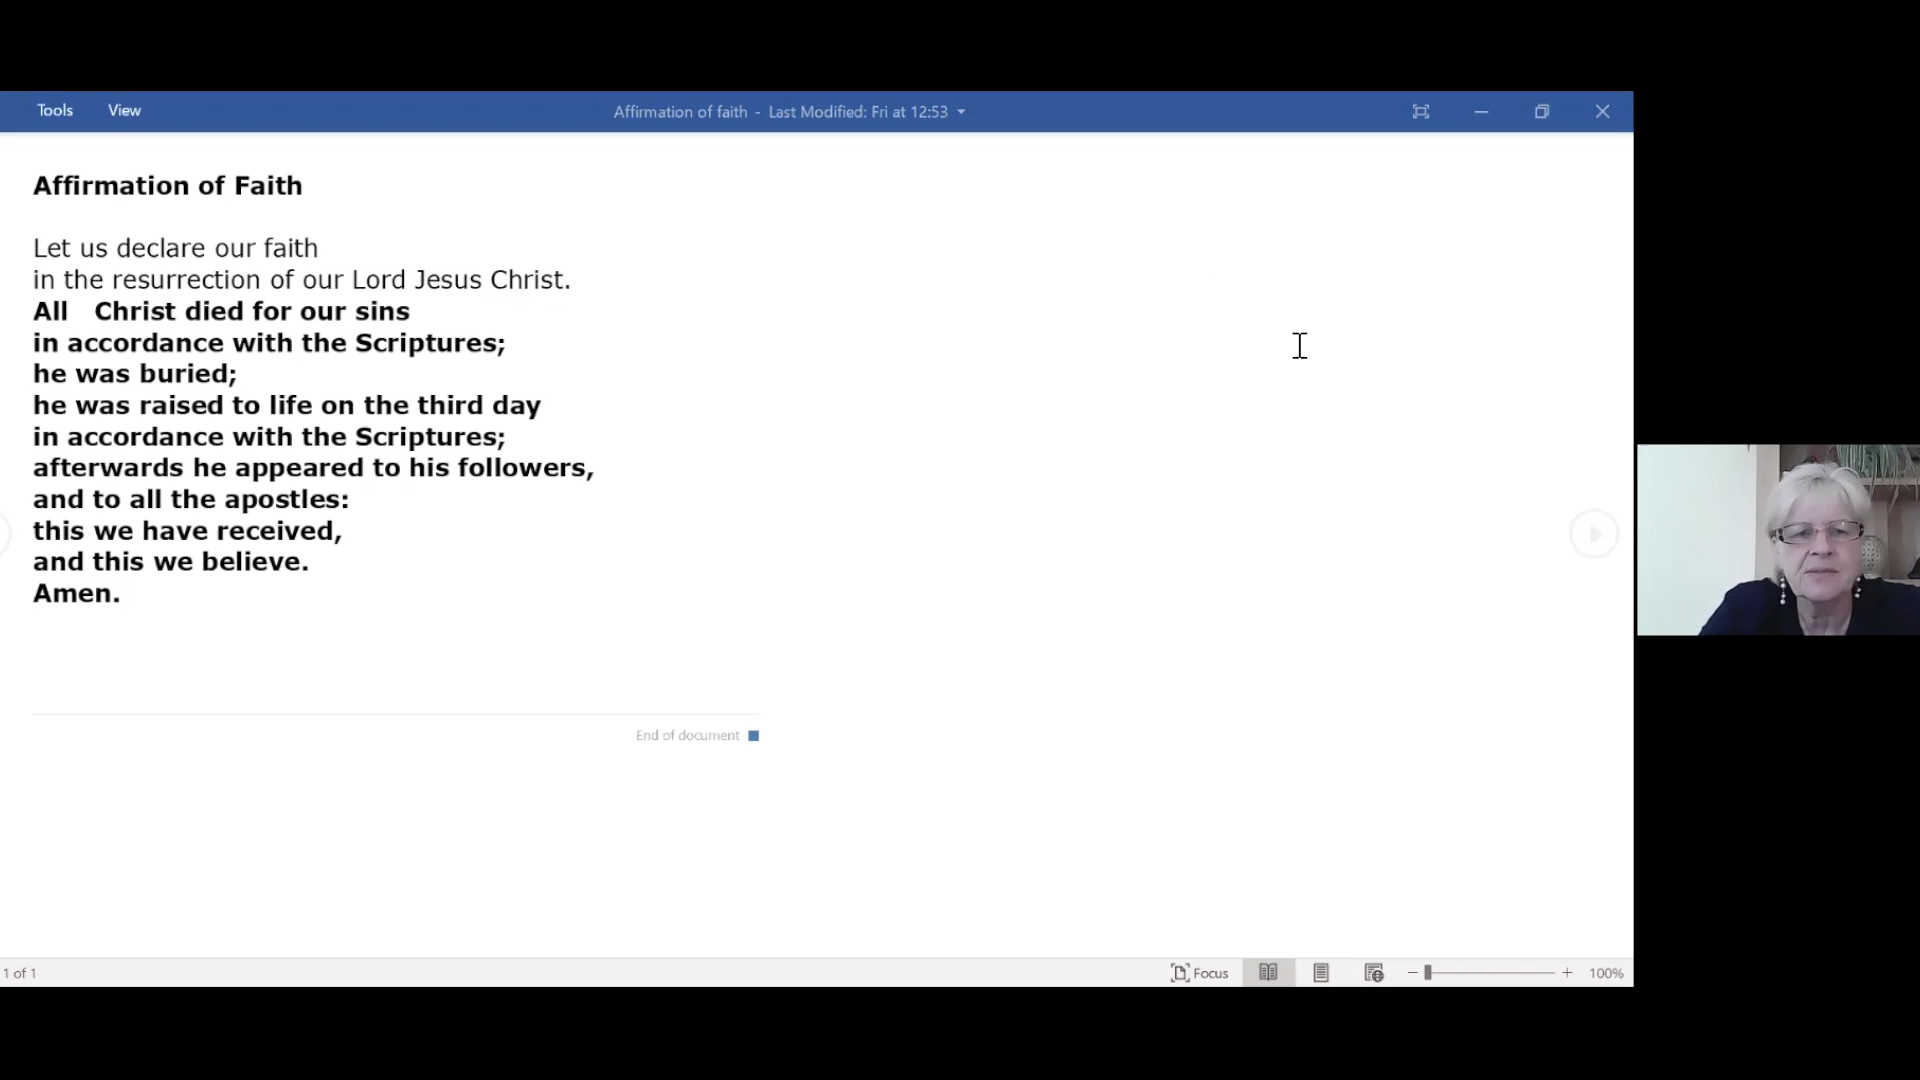 Tools View Affirmation of faith - Last Modified: Fri at 12:53
Affirmation of Faith
Let us declare our faith
in the resurrection of our Lord Jesus Christ.
All Christ died for our sins
in accordance with the Scriptures;
he was buried;
he was raised to life on the third day
in accordance with the Scriptures;
afterwards he appeared to his followers,
and to all the apostles:
this we have received,
and this we believe.
Amen.
End of document
1 of 1 Focus 100%